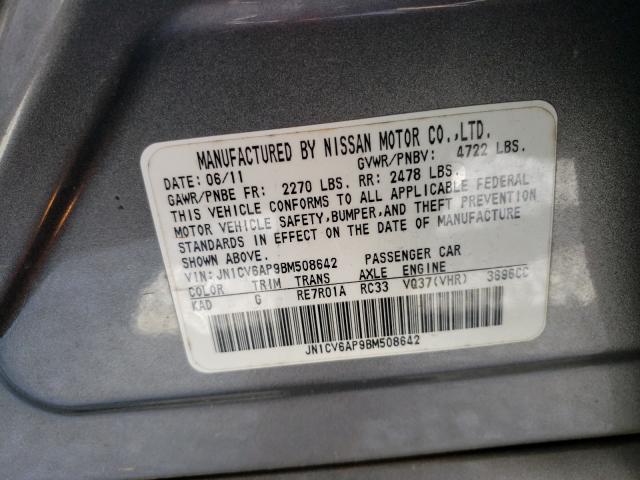 MANUFACTURED BY NISSAN MOTOR CO.,LTD.
DATE: 06/11 GVWR/PNBV: 4722 LBS.
GAWR/PNBE FR: 2270 LBS. RR: 2478 LBS.
THIS VEHICLE CONFORMS TO ALL APPLICABLE FEDERAL
MOTOR VEHICLE SAFETY,BUMPER,AND THEFT PREVENTION
STANDARDS IN EFFECT ON THE DATE OF MANUFACTURE
SHOWN ABOVE.
VIN: JN1CV6AP9BM508642 PASSENGER CAR
COLOR TRIM TRANS AXLE ENGINE
KAD G RE7R01A RC33 VQ37(VHR) 3696CC
JN1CV6AP9BM508642